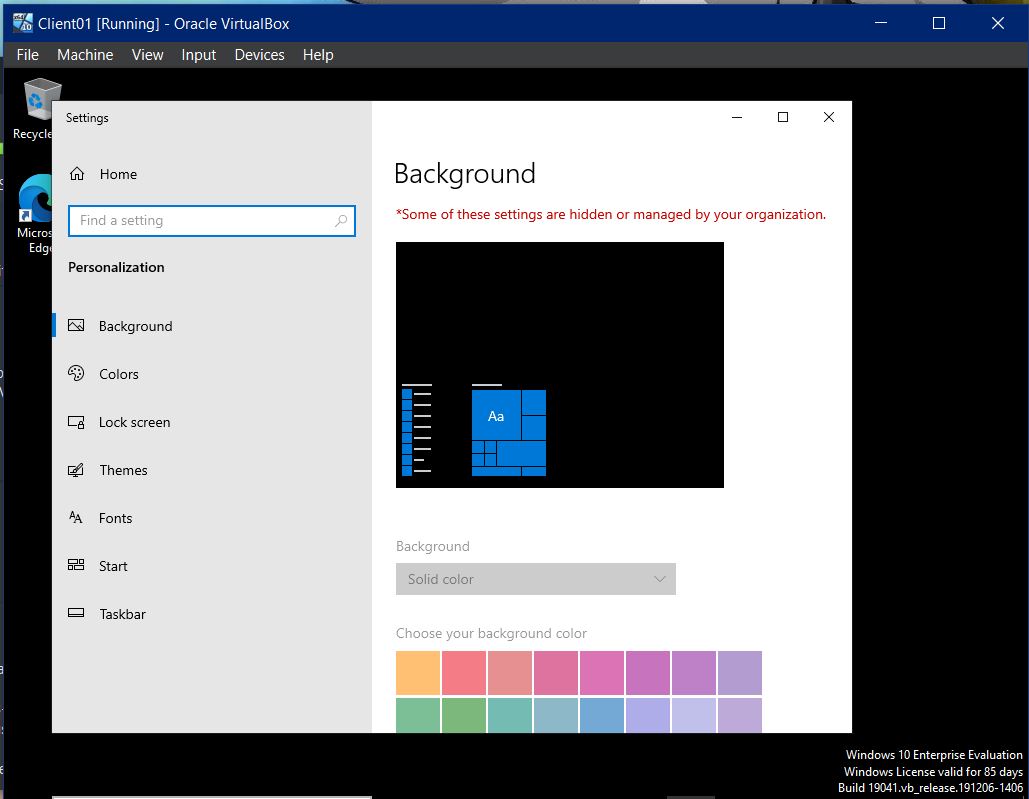 Client01 [Running] - Oracle VirtualBox
File Machine View Input Devices Help
Recycle
Micros
Edge
Settings
Home
Find a setting
Personalization
Background
Colors
Lock screen
Themes
Fonts
Start
Taskbar
Background
*Some of these settings are hidden or managed by your organization.
Aa
Background
Solid color
Choose your background color
Windows 10 Enterprise Evaluation
Windows License valid for 85 days
Build 19041.vb_release.191206-1406